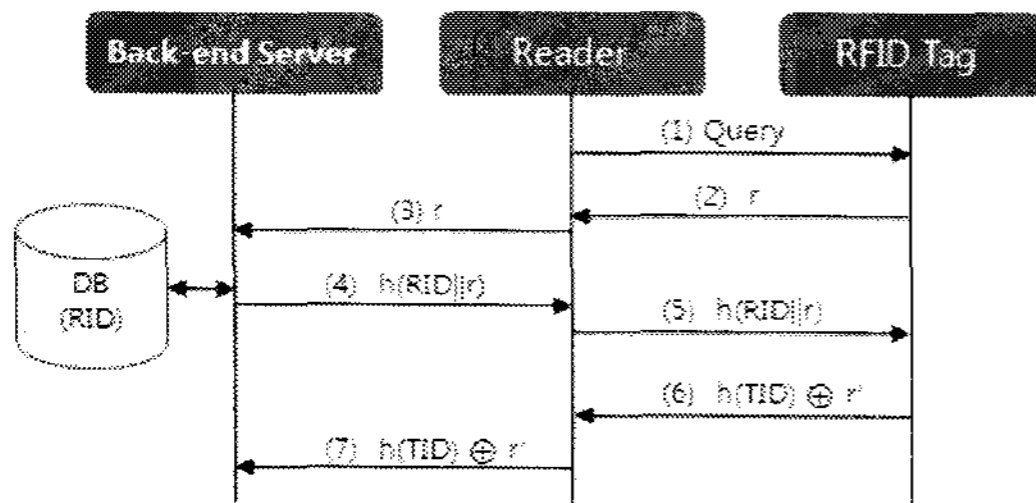 Back-end Server
Reader
RFID Tag
(1) Query
(2) r
(3) r
DB
(RID)
(4) h(RID||r)
(5) h(RID||r)
(6) h(TID) ⊕ r'
(7) h(TID) ⊕ r'